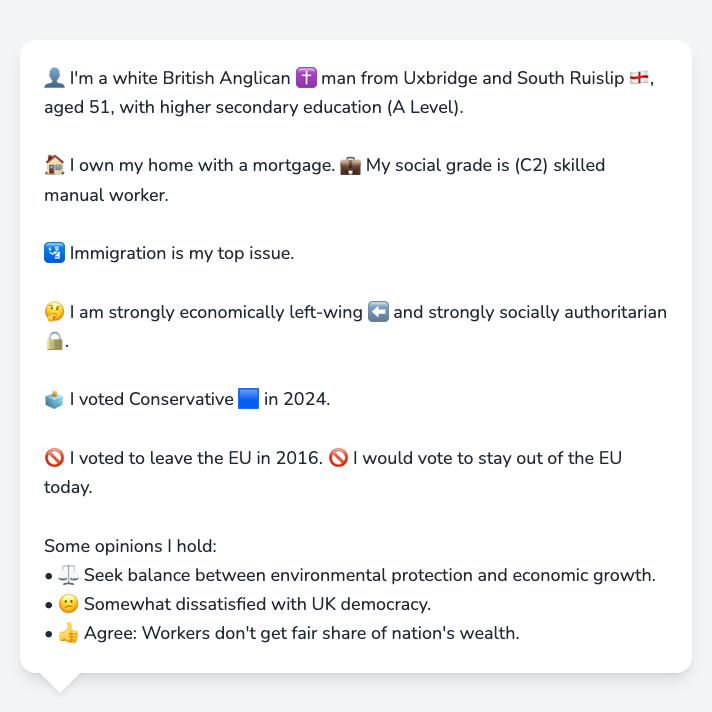 👤 I'm a white British Anglican ✝️ man from Uxbridge and South Ruislip 🏴󠁧󠁢󠁥󠁮󠁧󠁿,
aged 51, with higher secondary education (A Level).
🏠 I own my home with a mortgage. 💼 My social grade is (C2) skilled
manual worker.
🛂 Immigration is my top issue.
🤔 I am strongly economically left-wing ⬅️ and strongly socially authoritarian
🔒.
🗳️ I voted Conservative 🟦 in 2024.
🚫 I voted to leave the EU in 2016. 🚫 I would vote to stay out of the EU
today.
Some opinions I hold:
• ⚖️ Seek balance between environmental protection and economic growth.
• 😕 Somewhat dissatisfied with UK democracy.
• 👍 Agree: Workers don't get fair share of nation's wealth.